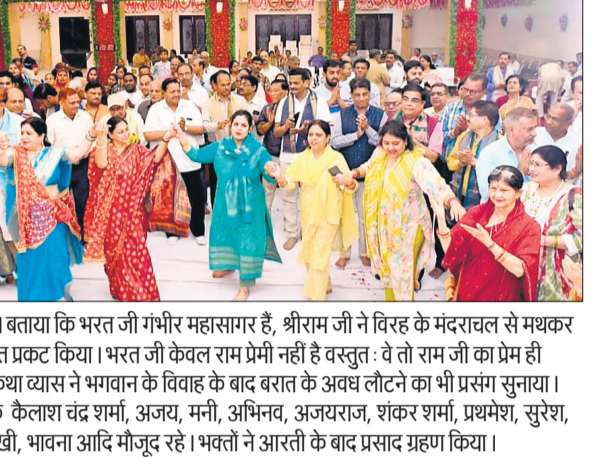 बताया कि भरत जी गंभीर महासागर हैं, श्रीराम जी ने विरह के मंदराचल से मथकर
प्रकट किया। भरत जी केवल राम प्रेमी नहीं है वस्तुत : वे तो राम जी का प्रेम ही
व्यास ने भगवान के विवाह के बाद बरात के अवध लौटने का भी प्रसंग सुनाया।
कैलाश चंद्र शर्मा, अजय, मनी, अभिनव, अजयराज, शंकर शर्मा, प्रथमेश, सुरेश,
भावना आदि मौजूद रहे। भक्तों ने आरती के बाद प्रसाद ग्रहण किया।